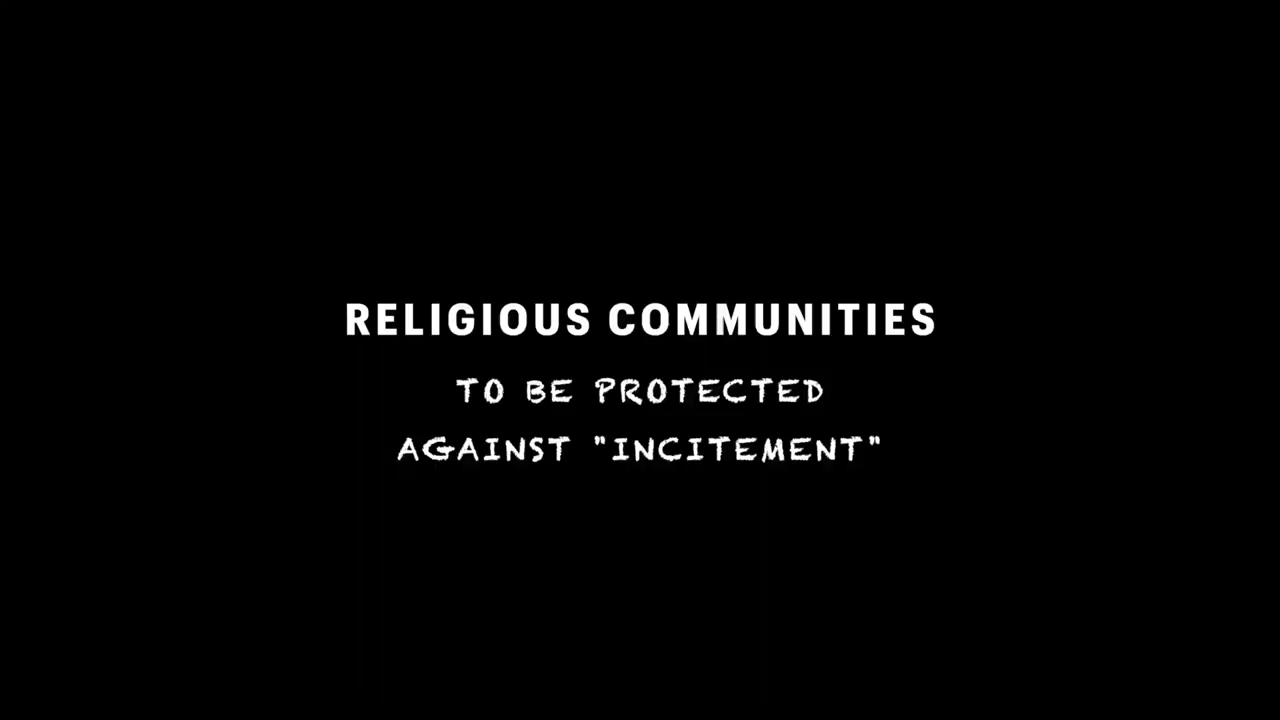 RELIGIOUS COMMUNITIES
TO BE PROTECTED
AGAINST "INCITEMENT"